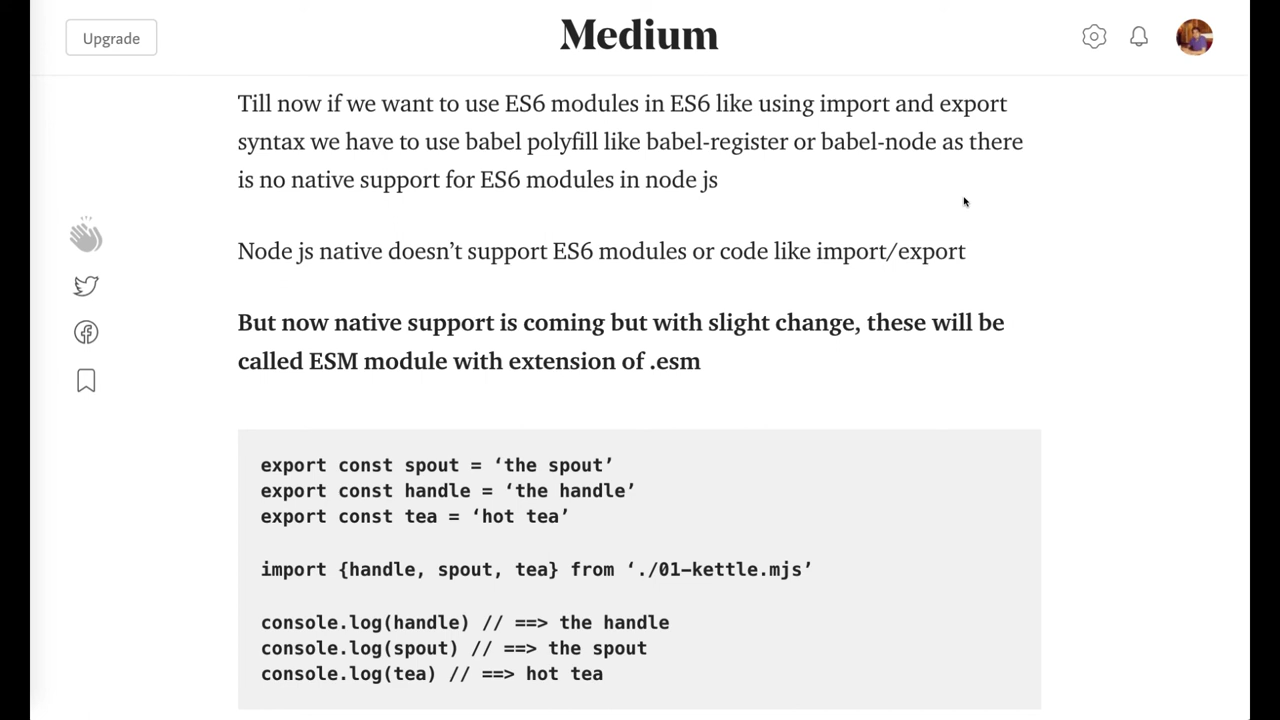 Upgrade
Medium
Till now if we want to use ES6 modules in ES6 like using import and export
syntax we have to use babel polyfill like babel-register or babel-node as there
is no native support for ES6 modules in node js
Node js native doesn’t support ES6 modules or code like import/export
But now native support is coming but with slight change, these will be
called ESM module with extension of .esm
export const spout = ‘the spout’
export const handle = ‘the handle’
export const tea = ‘hot tea’
import {handle, spout, tea} from ‘./01–kettle.mjs’
console.log(handle) // ==> the handle
console.log(spout) // ==> the spout
console.log(tea) // ==> hot tea